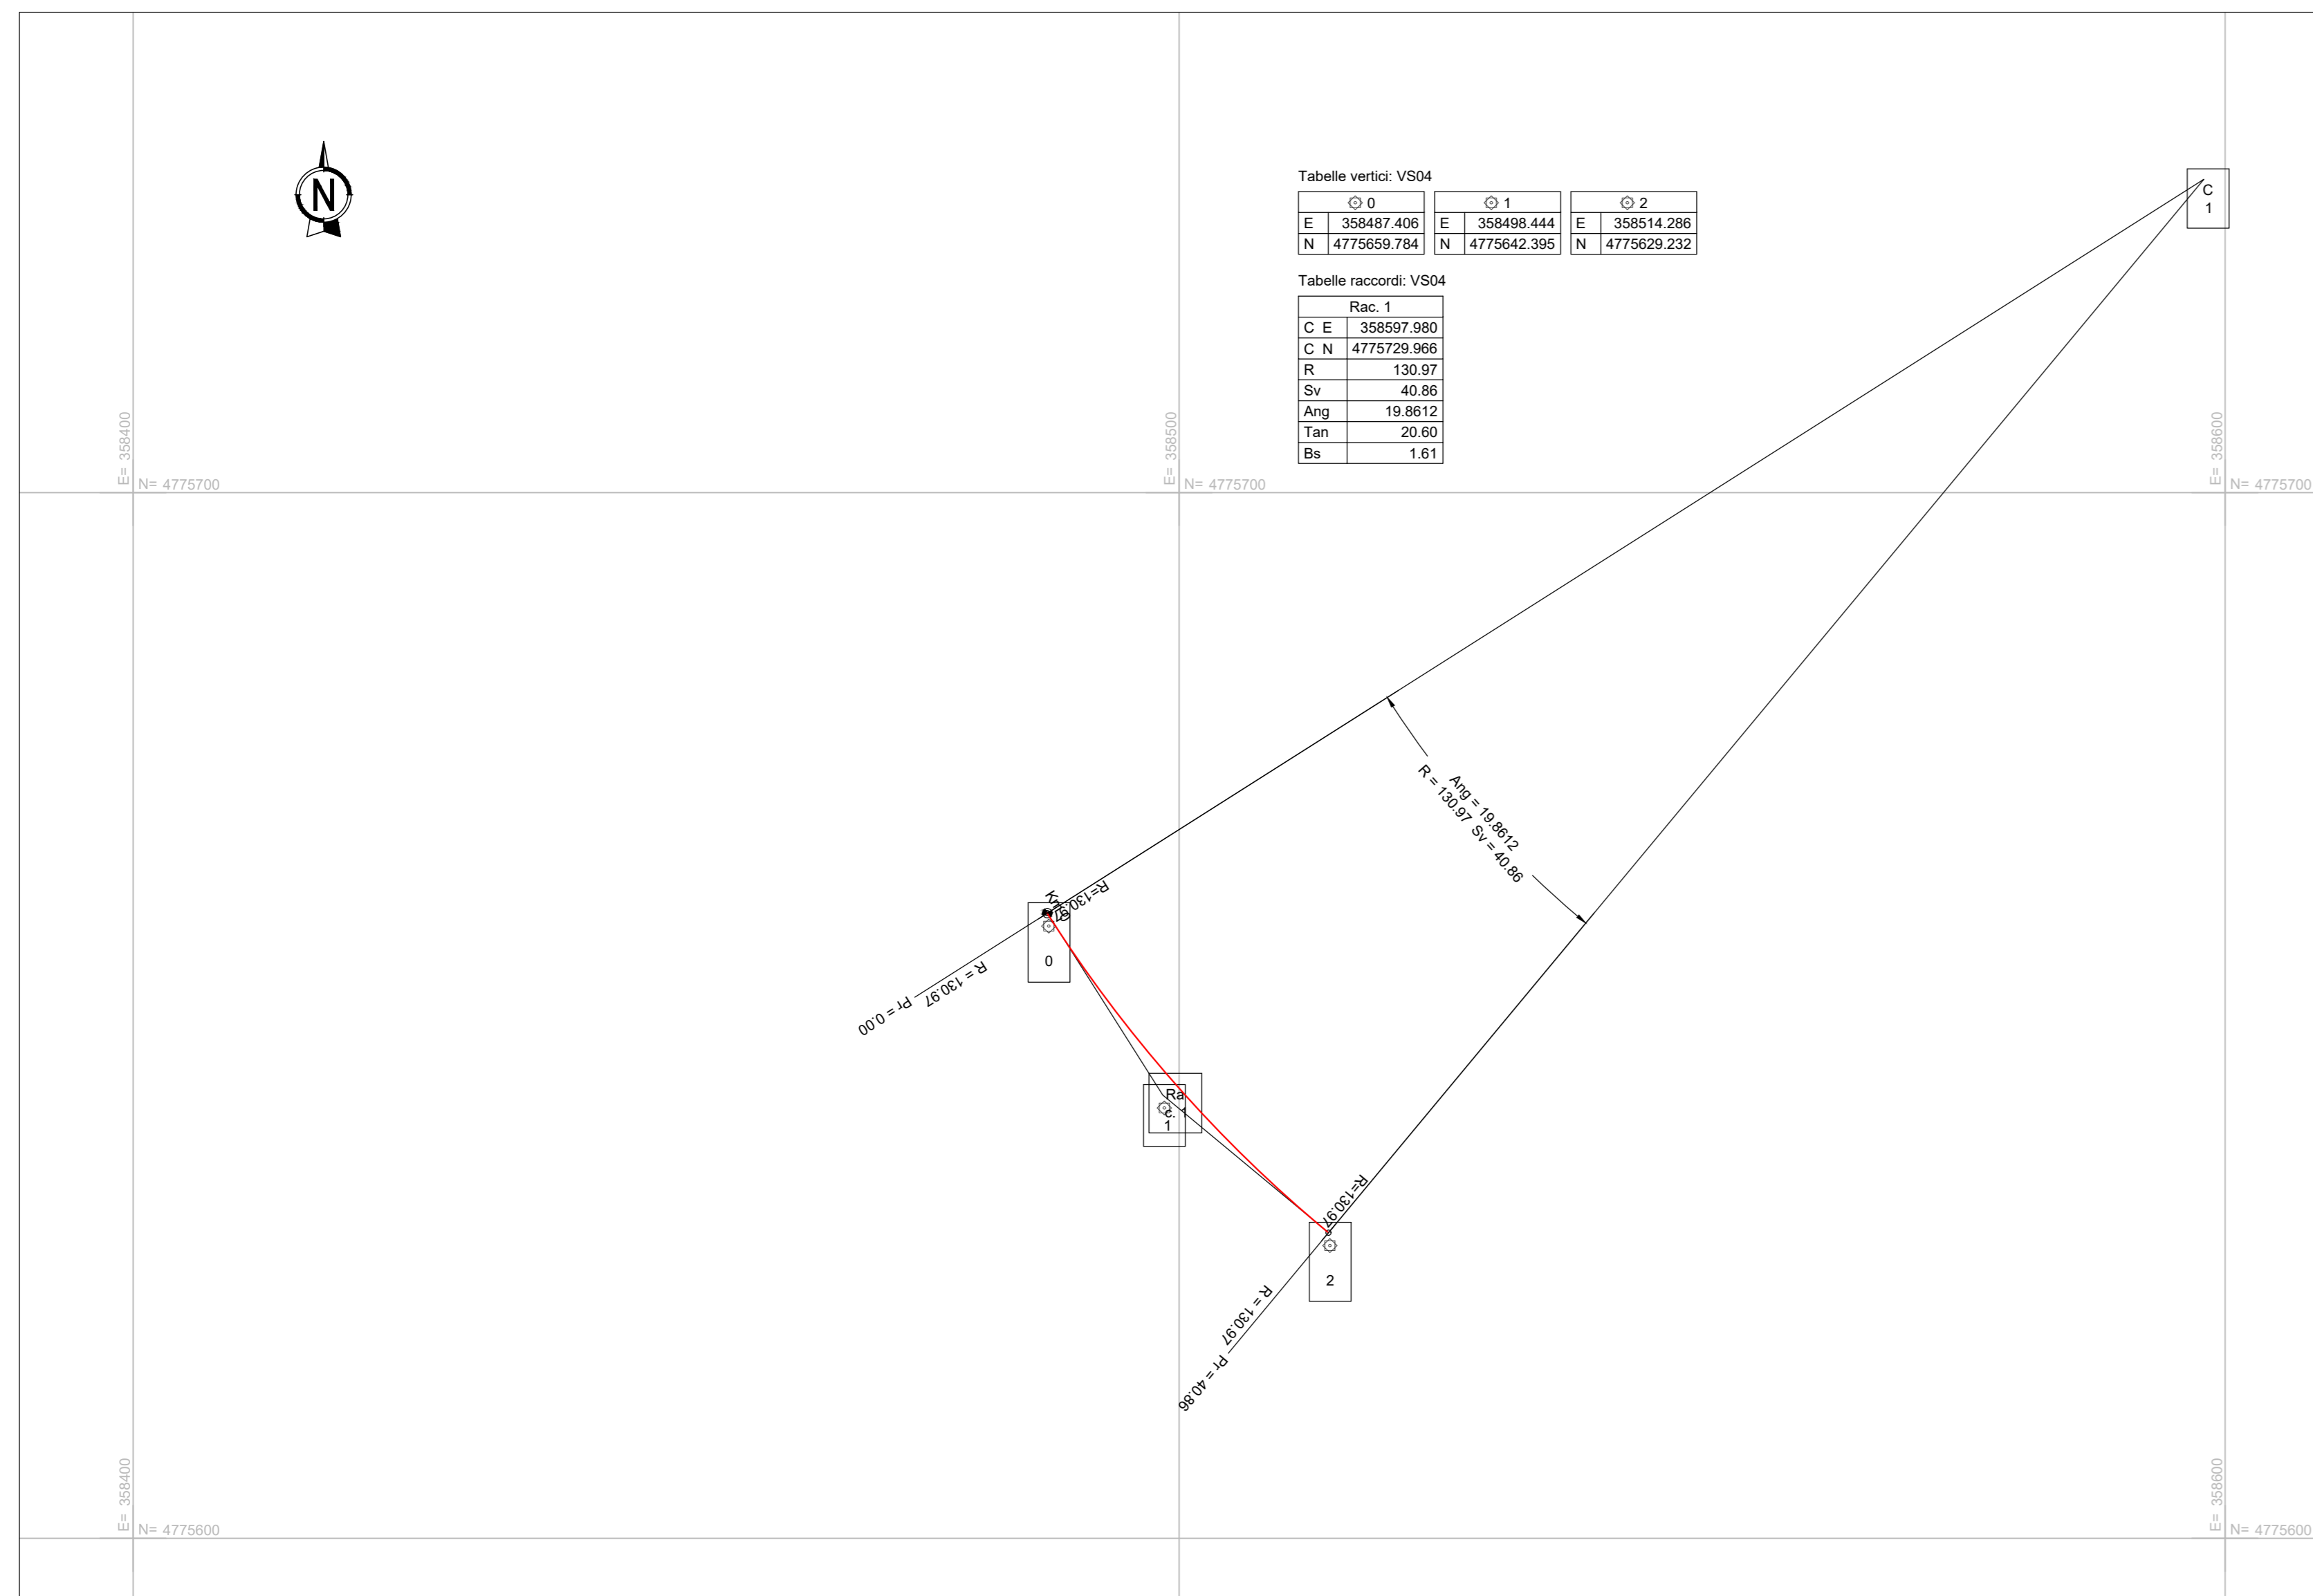 N
Tabelle vertici: VS04
0 1 2
E 358487.406 E 358498.444 E 358514.286
N 4775659.784 N 4775642.395 N 4775629.232
Tabelle raccordi: VS04
Rac. 1
C E 358597.980
C N 4775729.966
R 130.97
Sv 40.86
Ang 19.8612
Tan 20.60
Bs 1.61
C
1
E= 358400
N= 4775700
E= 358500
N= 4775700
E= 358600
N= 4775700
Ang = 19.8612
R = 130.97 Sv = 40.86
R=130.97
0
R = 130.97
Pr = 0.00
Ra
c. 1
1
R=130.97
2
R = 130.97
Pr = 40.86
E= 358400
N= 4775600
E= 358600
N= 4775600